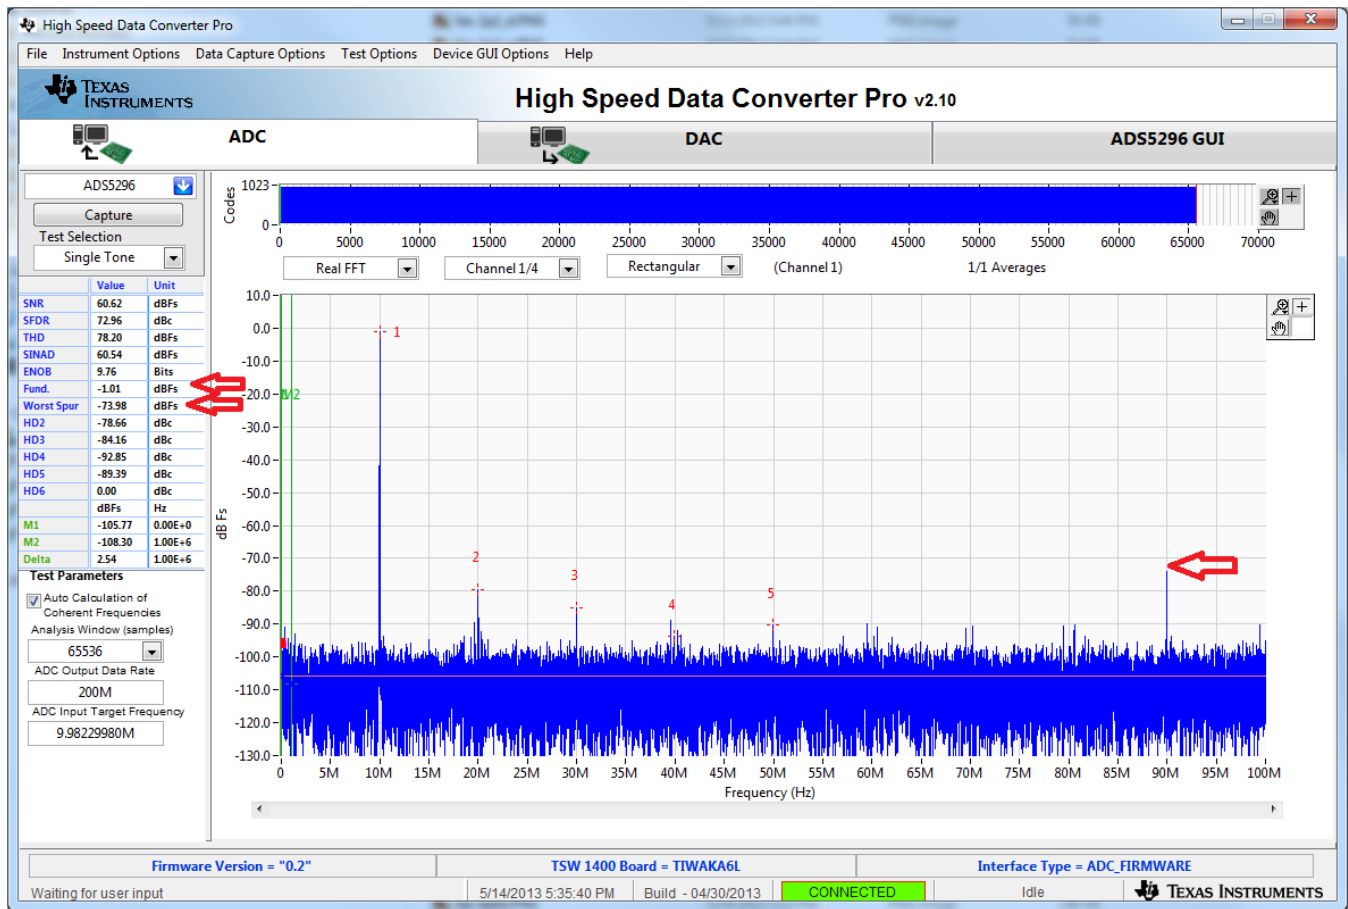 High Speed Data Converter Pro
File Instrument Options Data Capture Options Test Options Device GUI Options Help
TEXAS INSTRUMENTS
High Speed Data Converter Pro v2.10
ADC DAC ADS5296 GUI
ADS5296
Capture
Test Selection
Single Tone
Value Unit
SNR 60.62 dBFs
SFDR 72.96 dBc
THD 78.20 dBFs
SINAD 60.54 dBFs
ENOB 9.76 Bits
Fund. -1.01 dBFs
Worst Spur -73.98 dBFs
HD2 -78.66 dBc
HD3 -84.16 dBc
HD4 -92.85 dBc
HD5 -89.39 dBc
HD6 0.00 dBc
dBFs Hz
M1 -105.77 0.00E+0
M2 -108.30 1.00E+6
Delta 2.54 1.00E+6
Test Parameters
Auto Calculation of
Coherent Frequencies
Analysis Window (samples)
65536
ADC Output Data Rate
200M
ADC Input Target Frequency
9.98229980M
Codes
1023
0
0 5000 10000 15000 20000 25000 30000 35000 40000 45000 50000 55000 60000 65000 70000
Real FFT Channel 1/4 Rectangular (Channel 1) 1/1 Averages
dB Fs
10.0
0.0
-10.0
-20.0
-30.0
-40.0
-50.0
-60.0
-70.0
-80.0
-90.0
-100.0
-110.0
-120.0
-130.0
1
M2
2
3
4
5
0 5M 10M 15M 20M 25M 30M 35M 40M 45M 50M 55M 60M 65M 70M 75M 80M 85M 90M 95M 100M
Frequency (Hz)
Firmware Version = "0.2" TSW 1400 Board = TIWAKA6L Interface Type = ADC_FIRMWARE
Waiting for user input 5/14/2013 5:35:40 PM Build - 04/30/2013 CONNECTED Idle TEXAS INSTRUMENTS